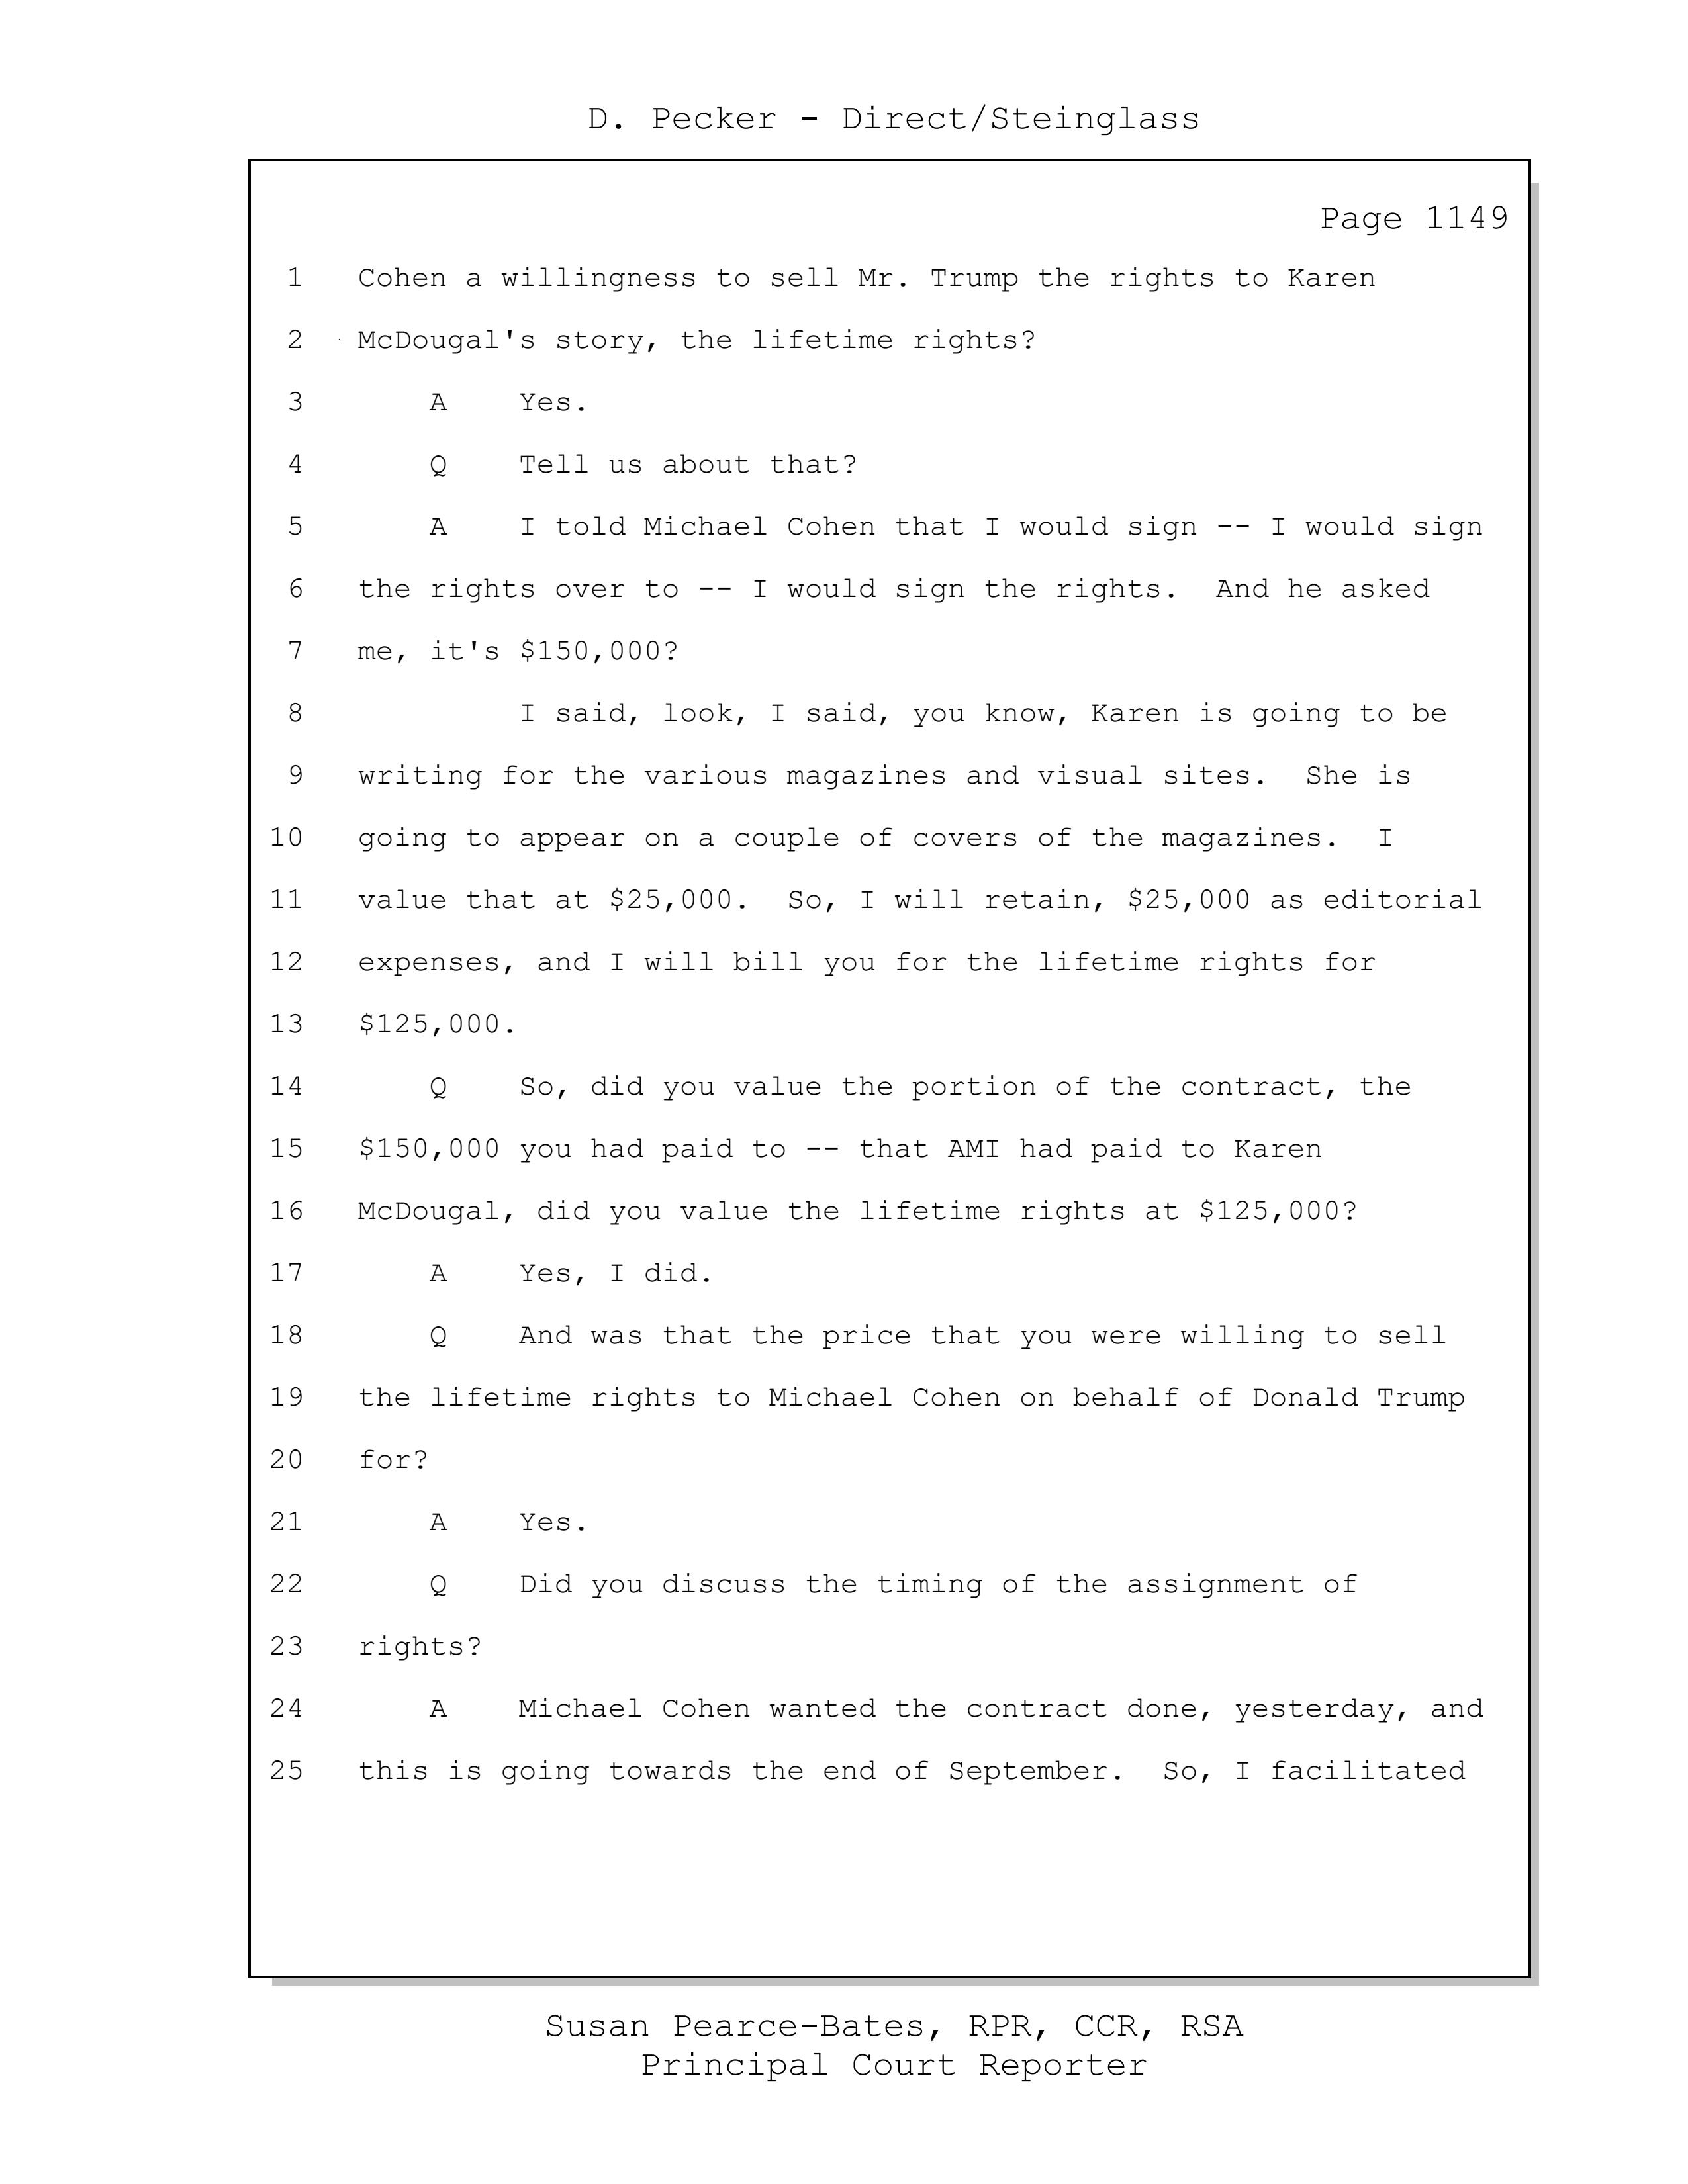 D. Pecker - Direct/Steinglass
Page 1149
1 Cohen a willingness to sell Mr. Trump the rights to Karen
2 McDougal's story, the lifetime rights?
3 A Yes.
4 Q Tell us about that?
5 A I told Michael Cohen that I would sign -- I would sign
6 the rights over to -- I would sign the rights. And he asked
7 me, it's $150,000?
8 I said, look, I said, you know, Karen is going to be
9 writing for the various magazines and visual sites. She is
10 going to appear on a couple of covers of the magazines. I
11 value that at $25,000. So, I will retain, $25,000 as editorial
12 expenses, and I will bill you for the lifetime rights for
13 $125,000.
14 Q So, did you value the portion of the contract, the
15 $150,000 you had paid to -- that AMI had paid to Karen
16 McDougal, did you value the lifetime rights at $125,000?
17 A Yes, I did.
18 Q And was that the price that you were willing to sell
19 the lifetime rights to Michael Cohen on behalf of Donald Trump
20 for?
21 A Yes.
22 Q Did you discuss the timing of the assignment of
23 rights?
24 A Michael Cohen wanted the contract done, yesterday, and
25 this is going towards the end of September. So, I facilitated
Susan Pearce-Bates, RPR, CCR, RSA
Principal Court Reporter